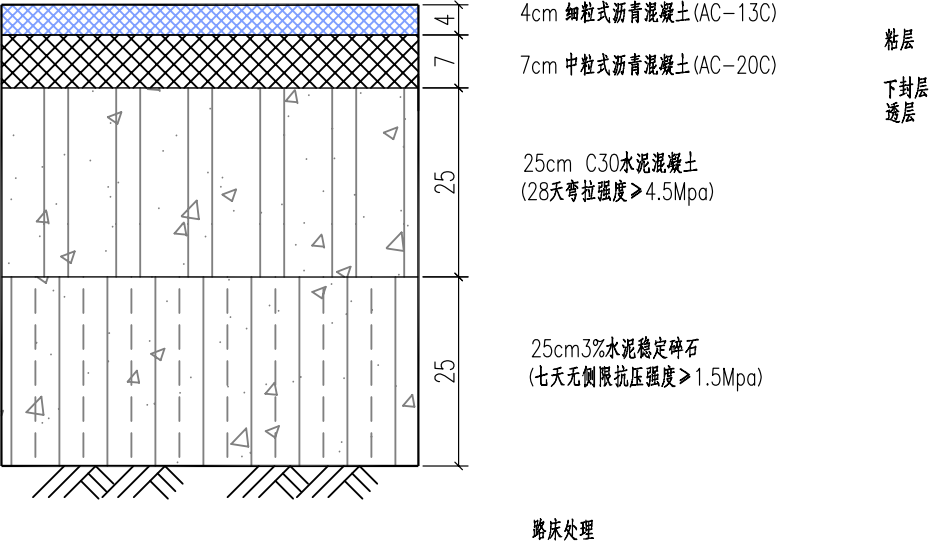 4
4cm 细粒式沥青混凝土(AC-13C)
粘层
7
7cm 中粒式沥青混凝土(AC-20C)
下封层
透层
25
25cm C30水泥混凝土
(28天弯拉强度≥4.5Mpa)
25
25cm3%水泥稳定碎石
(七天无侧限抗压强度≥1.5Mpa)
路床处理